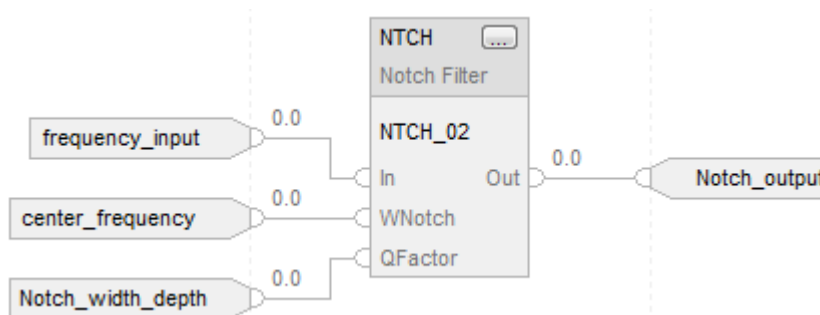 NTCH ...
Notch Filter
NTCH_02
frequency_input 0.0
In Out 0.0 Notch_output
center_frequency 0.0 WNotch
QFactor
Notch_width_depth 0.0